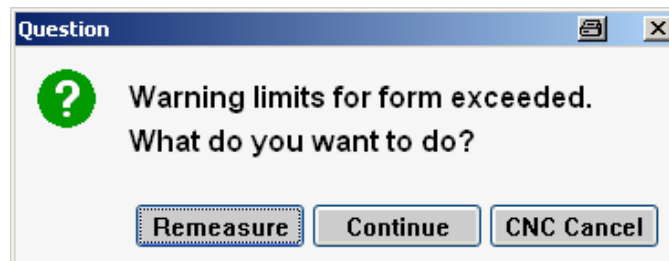 Question
Warning limits for form exceeded.
What do you want to do?
Remeasure Continue CNC Cancel